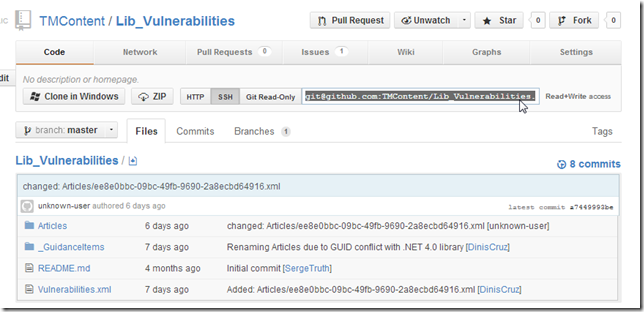 TMContent / Lib_Vulnerabilities
Pull Request Unwatch Star 0 Fork 0
Code Network Pull Requests 0 Issues 1 Wiki Graphs Settings
dit
No description or homepage.
Clone in Windows ZIP HTTP SSH Git Read-Only git@github.com:TMContent/Lib_Vulnerabilities. Read+Write access
branch: master Files Commits Branches 1 Tags
Lib_Vulnerabilities / 8 commits
changed: Articles/ee8e0bbc-09bc-49fb-9690-2a8ecbd64916.xml
unknown-user authored 6 days ago latest commit a7449993be
Articles 6 days ago changed: Articles/ee8e0bbc-09bc-49fb-9690-2a8ecbd64916.xml [unknown-user]
_GuidanceItems 7 days ago Renaming Articles due to GUID conflict with .NET 4.0 library [DinisCruz]
README.md 4 months ago Initial commit [SergeTruth]
Vulnerabilities.xml 7 days ago Added: Articles/ee8e0bbc-09bc-49fb-9690-2a8ecbd64916.xml [DinisCruz]